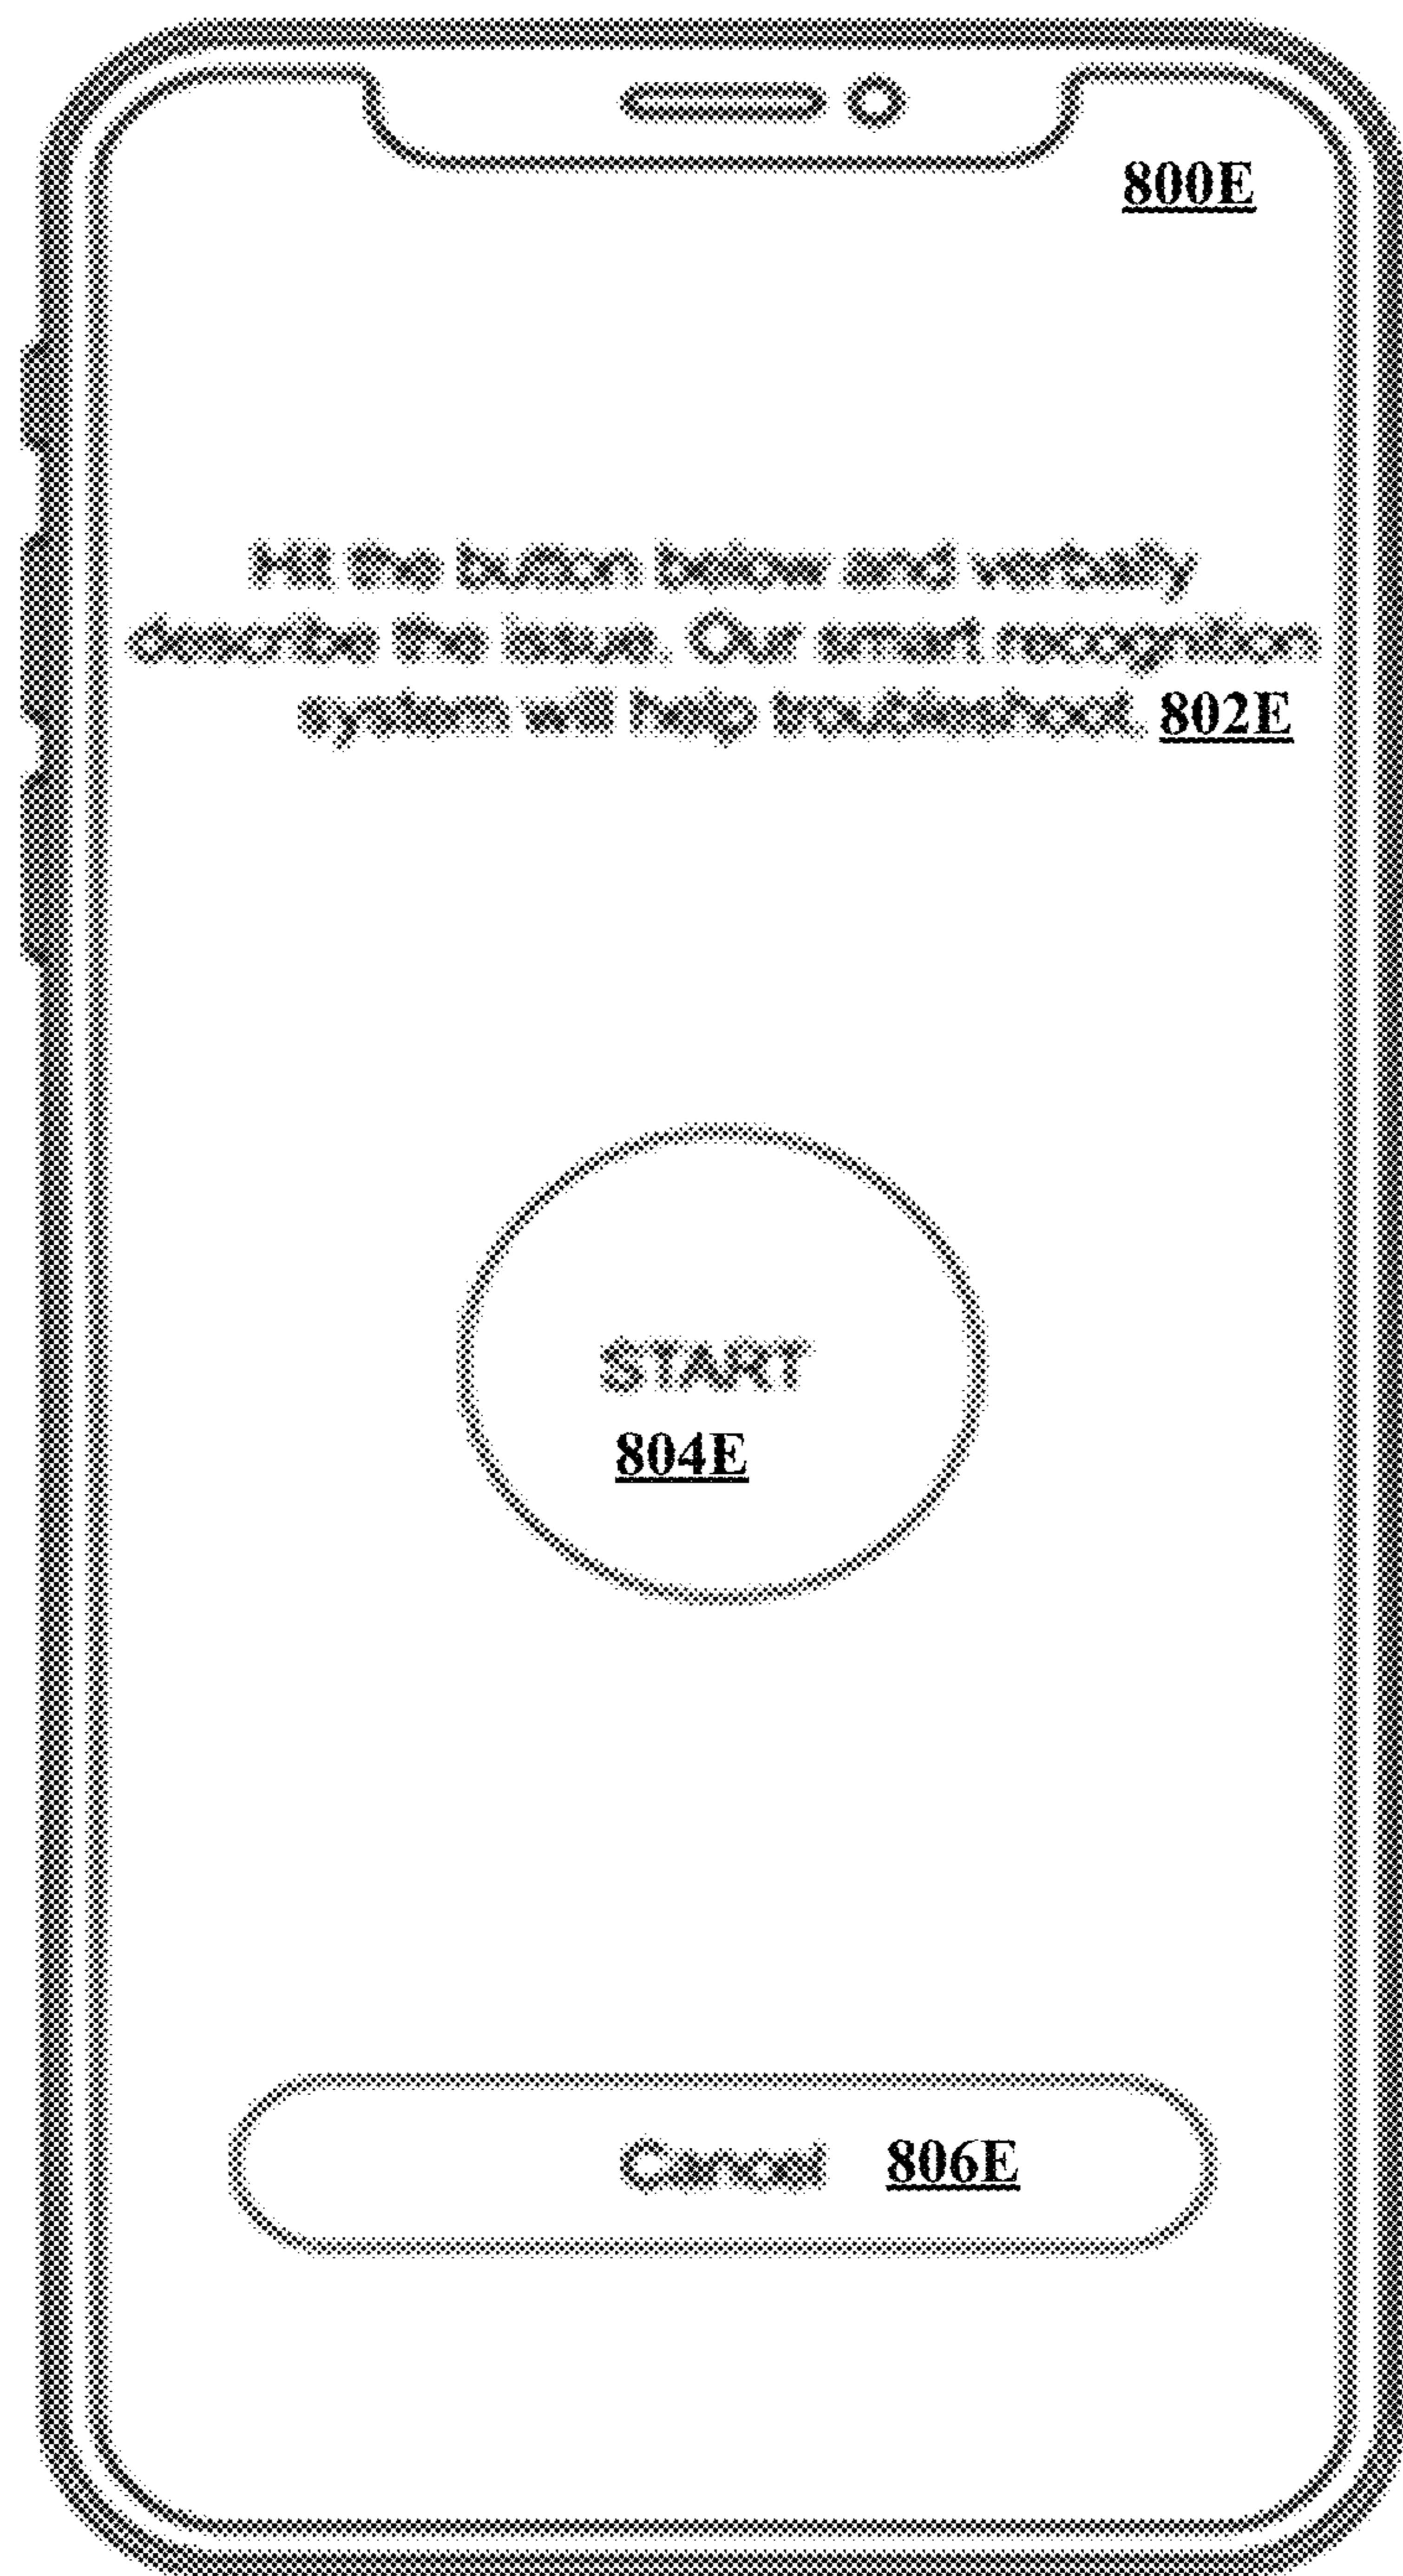 800E
Hit the button below and verbally
describe the issue. Our smart recognition
system will help troubleshoot. 802E
START
804E
Cancel 806E